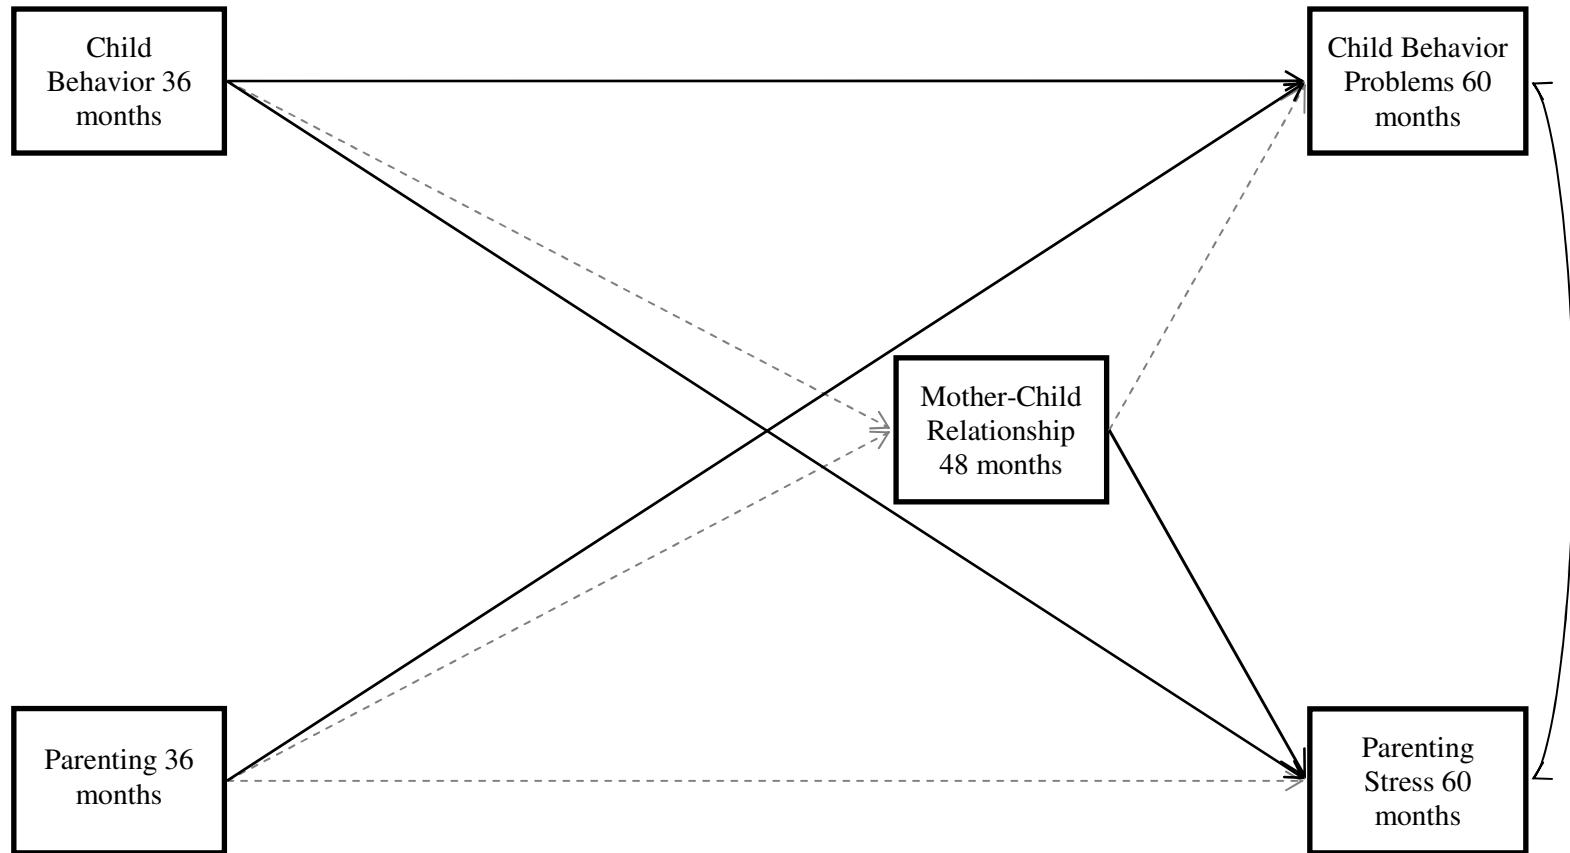 Child
Behavior 36
months
Child Behavior
Problems 60
months
Mother-Child
Relationship
48 months
Parenting 36
months
Parenting
Stress 60
months